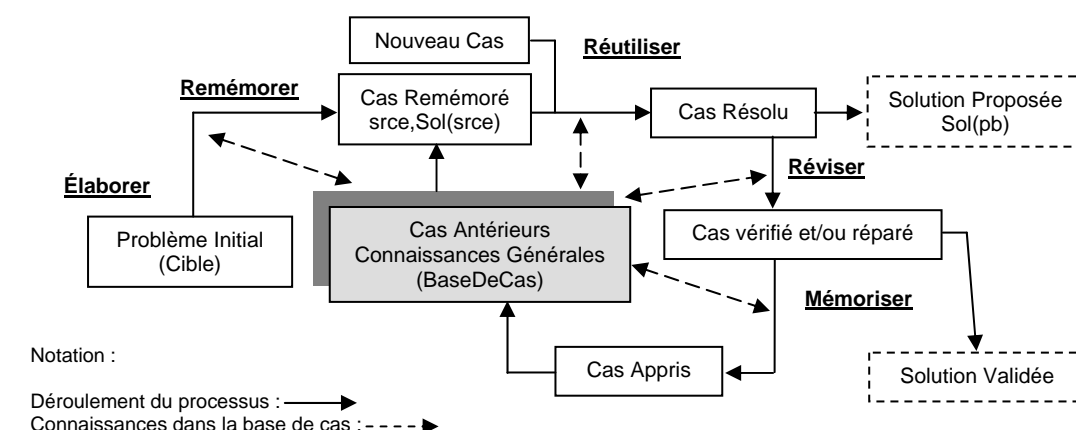 Nouveau Cas
Réutiliser
Remémorer
Cas Remémoré
srce,Sol(srce)
Cas Résolu
Solution Proposée
Sol(pb)
Réviser
Élaborer
Problème Initial
(Cible)
Cas Antérieurs
Connaissances Générales
(BaseDeCas)
Cas vérifié et/ou réparé
Mémoriser
Cas Appris
Solution Validée
Notation :
Déroulement du processus :
Connaissances dans la base de cas :